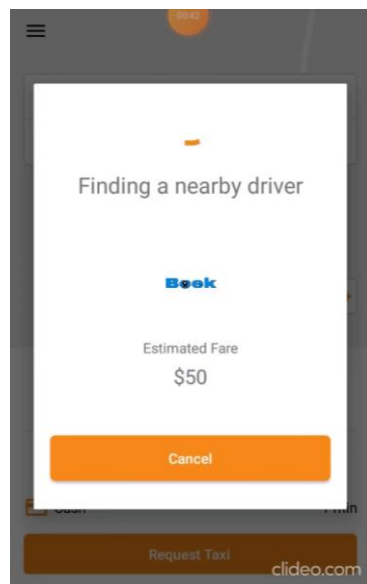 00:42
Finding a nearby driver
Book
Estimated Fare
$50
Cancel
Cash
1 min
Request Taxi
clideo.com